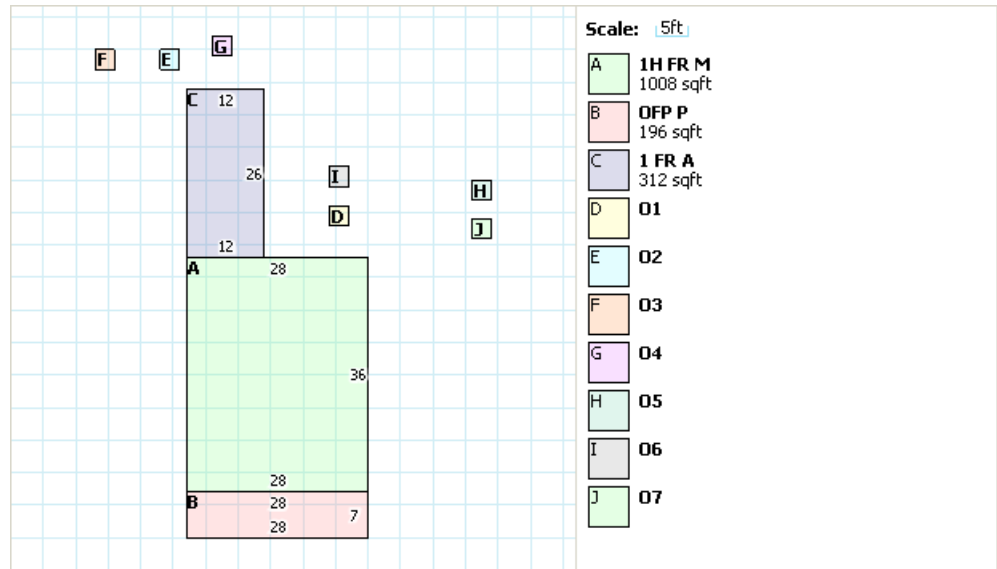 G
F
E
C 12
26
I
H
D
J
12
A 28
36
28
B 28
7
28
Scale: 5ft
A 1H FR M
1008 sqft
B OFP P
196 sqft
C 1 FR A
312 sqft
D O1
E O2
F O3
G O4
H O5
I O6
J O7